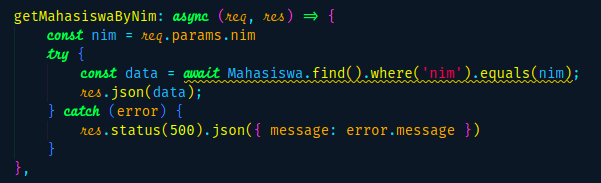 getMahasiswaByNim: async (req, res) => {
    const nim = req.params.nim
    try {
        const data = await Mahasiswa.find().where('nim').equals(nim);
        res.json(data);
    } catch (error) {
        res.status(500).json({ message: error.message })
    }
},